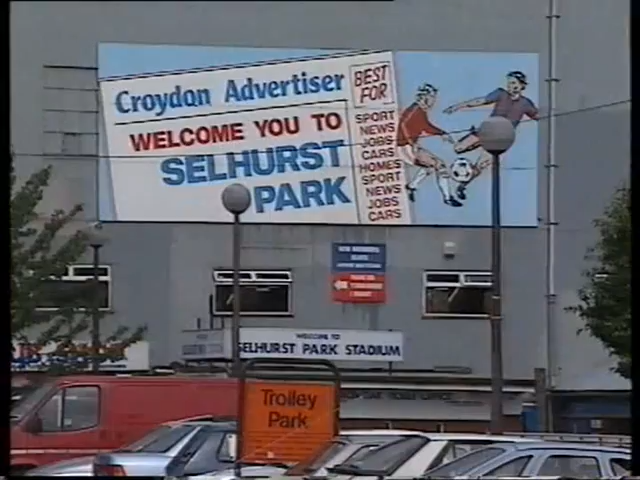 Croydon Advertiser
BEST
FOR
WELCOME YOU TO
SELHURST
PARK
SPORT
NEWS
JOBS
CARS
HOMES
SPORT
NEWS
JOBS
CARS
WELCOME TO
SELHURST PARK STADIUM
Trolley
Park